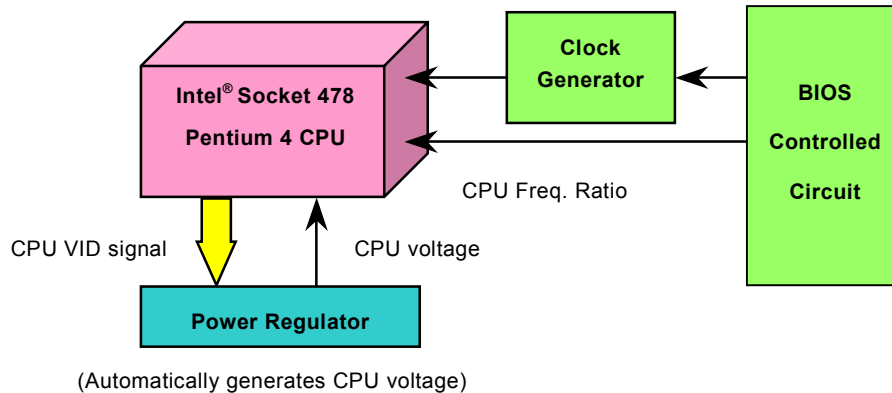 Intel® Socket 478
Pentium 4 CPU
Clock
Generator
BIOS
Controlled
Circuit
CPU Freq. Ratio
CPU VID signal
CPU voltage
Power Regulator
(Automatically generates CPU voltage)